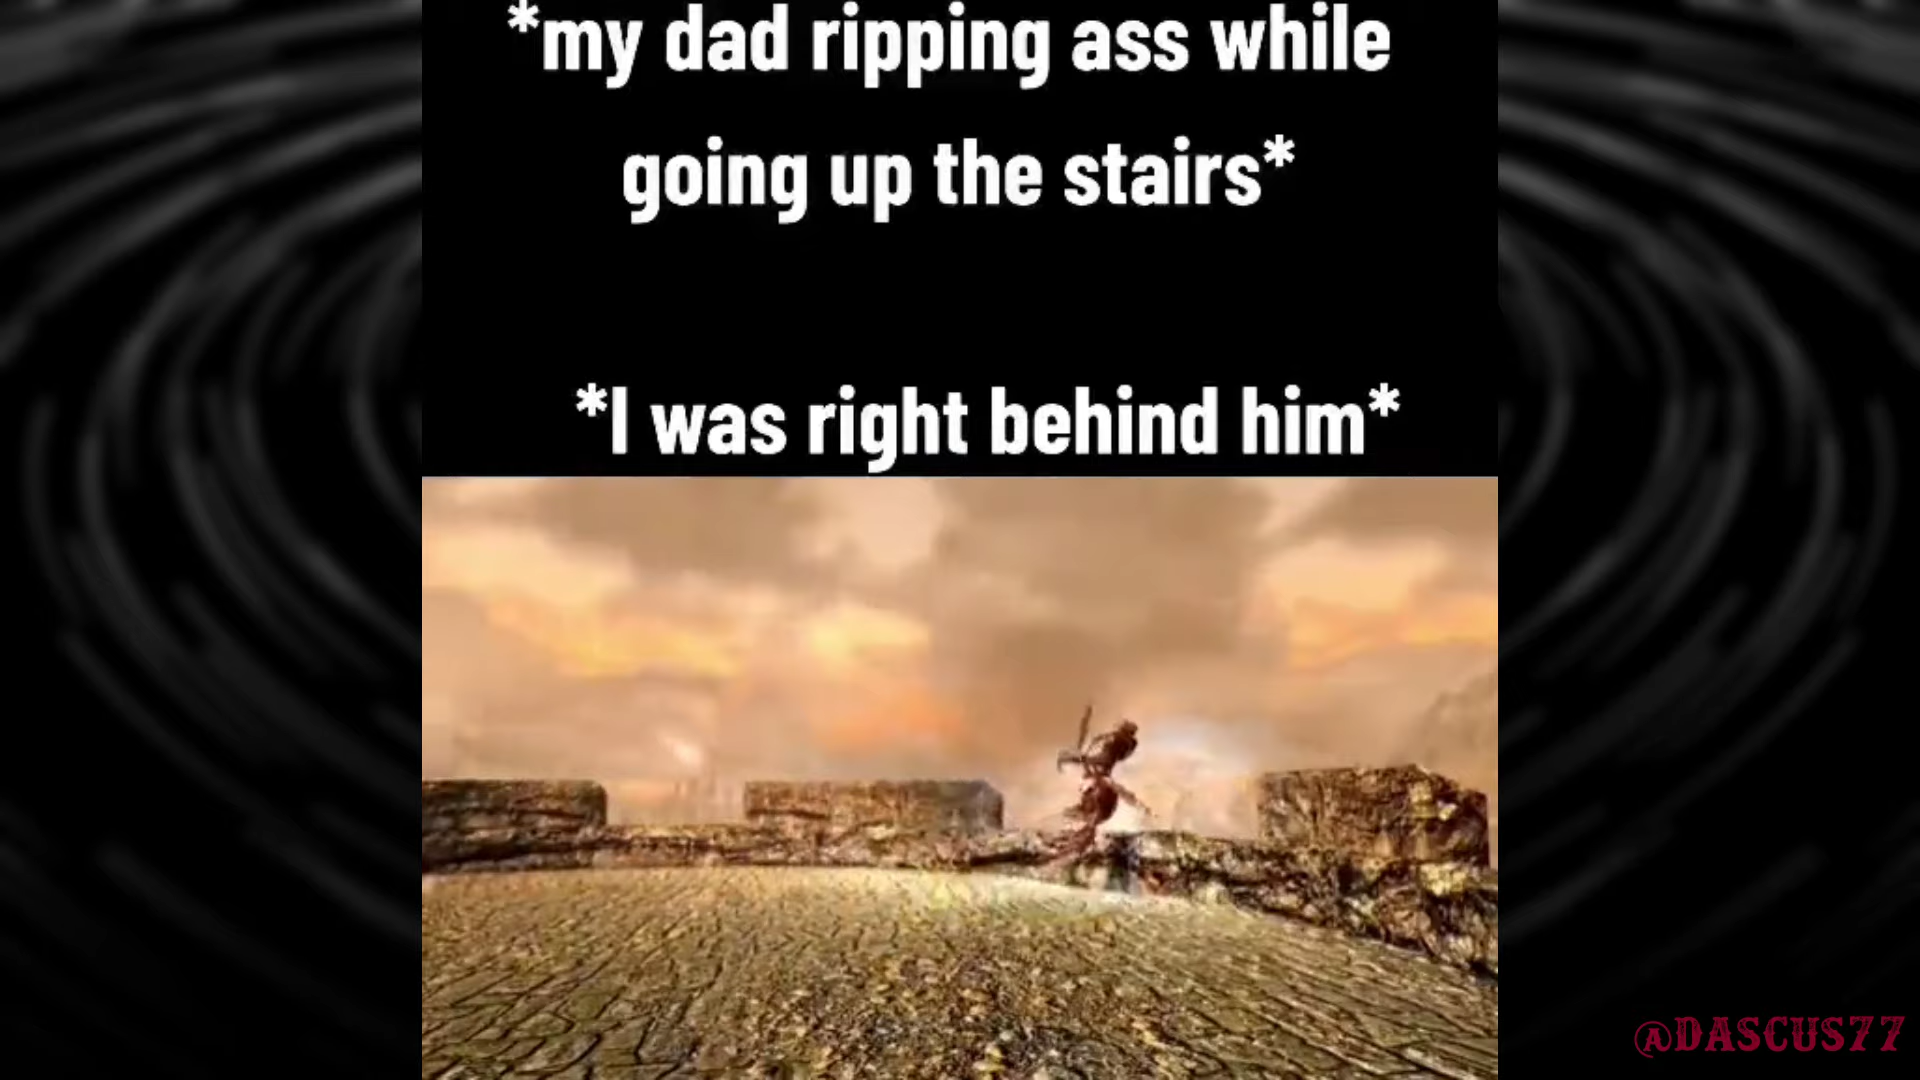 *my dad ripping ass while
going up the stairs*
*I was right behind him*
@DASCUS77